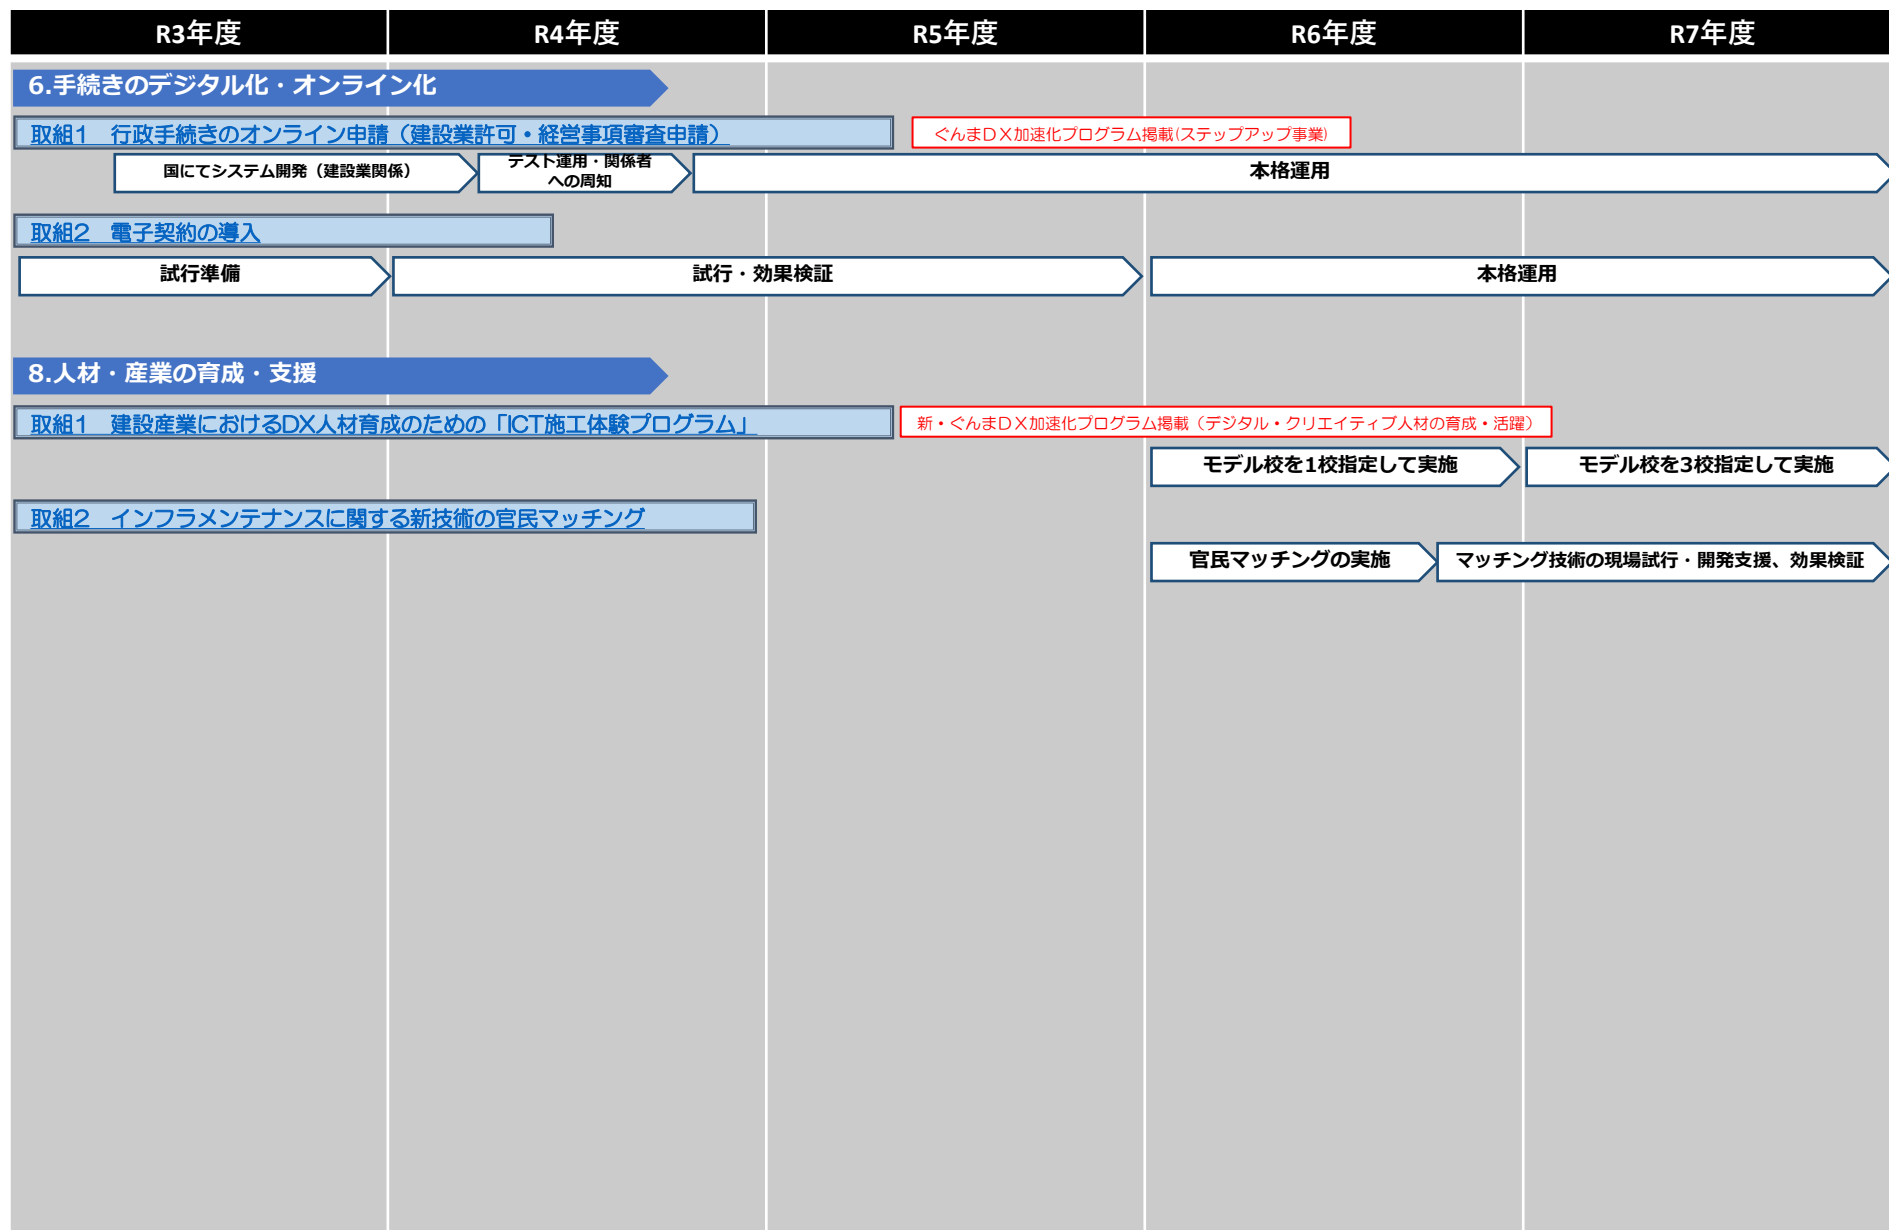 R3年度 R4年度 R5年度 R6年度 R7年度
6.手続きのデジタル化・オンライン化
取組1 行政手続きのオンライン申請（建設業許可・経営事項審査申請）
ぐんまＤＸ加速化プログラム掲載(ステップアップ事業)
国にてシステム開発（建設業関係）
テスト運用・関係者
への周知
本格運用
取組2 電子契約の導入
試行準備
試行・効果検証
本格運用
8.人材・産業の育成・支援
取組1 建設産業におけるDX人材育成のための「ICT施工体験プログラム」
新・ぐんまＤＸ加速化プログラム掲載（デジタル・クリエイティブ人材の育成・活躍）
モデル校を1校指定して実施
モデル校を3校指定して実施
取組2 インフラメンテナンスに関する新技術の官民マッチング
官民マッチングの実施
マッチング技術の現場試行・開発支援、効果検証